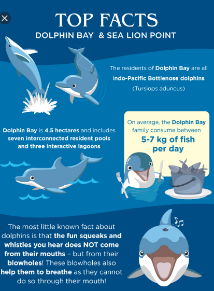 TOP FACTS
DOLPHIN BAY & SEA LION POINT
The residents of Dolphin Bay are all
Indo-Pacific Bottlenose dolphins
(Tursiops aduncus)
Dolphin Bay is 4.5 hectares and includes
seven interconnected resident pools
and three interactive lagoons
On average, the Dolphin Bay
family consume between
5-7 kg of fish
per day
The most little known fact about
dolphins is that the fun squeaks and
whistles you hear does NOT come
from their mouths – but from their
blowholes! These blowholes also
help them to breathe as they cannot
do so through their mouth!